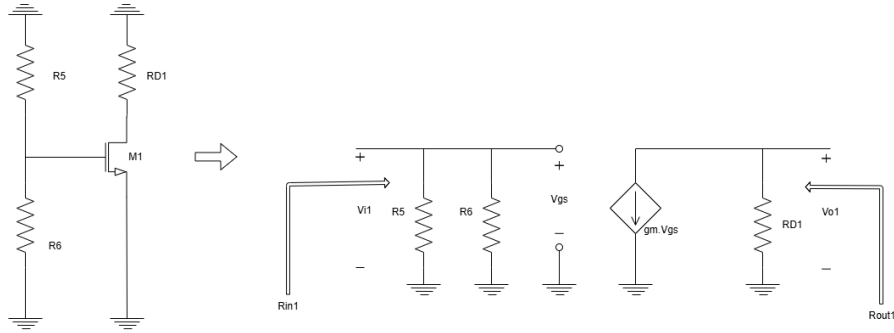 R5
RD1
M1
R6
+
+
+
Vi1
R5
R6
Vgs
gm.Vgs
RD1
Vo1
−
−
−
Rin1
Rout1